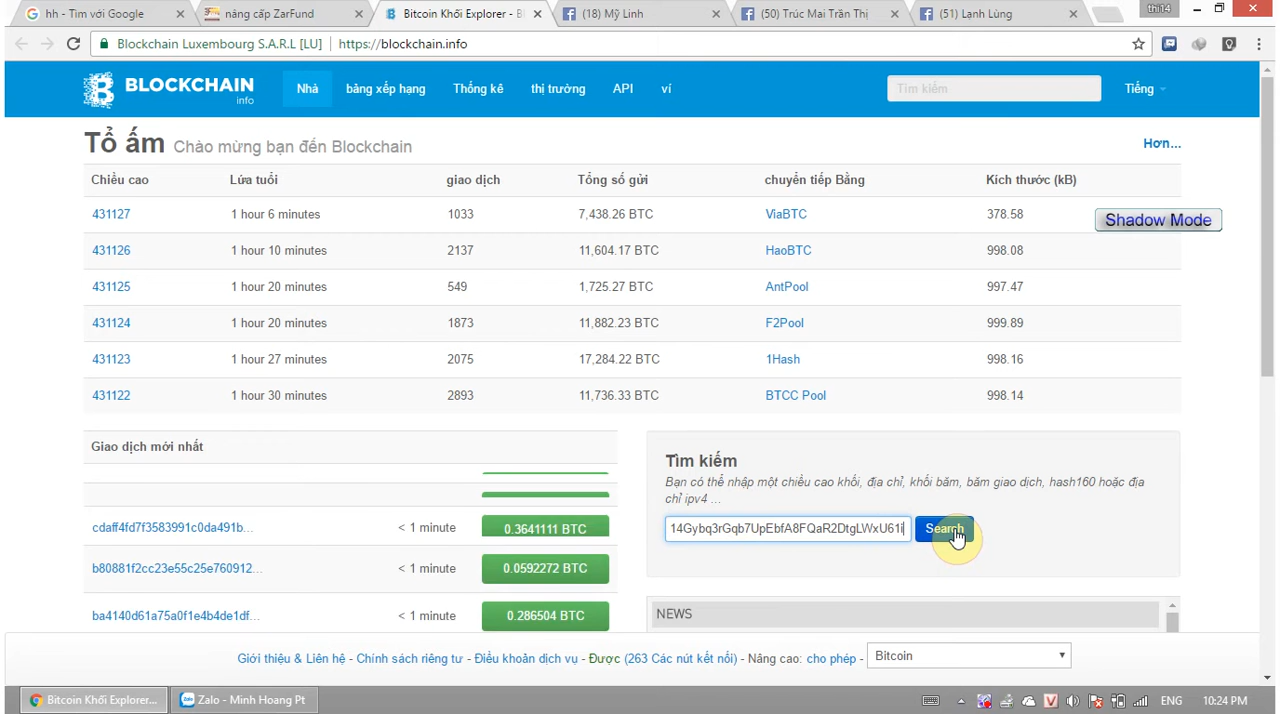 hh - Tìm với Google
nâng cấp ZarFund
Bitcoin Khối Explorer - B
(18) Mỹ Linh
(50) Trúc Mai Trần Thị
(51) Lạnh Lùng
thi14
Blockchain Luxembourg S.A.R.L [LU]
https://blockchain.info
BLOCKCHAIN
info
Nhà
bảng xếp hạng
Thống kê
thị trường
API
ví
Tìm kiếm
Tiếng
Tổ ấm Chào mừng bạn đến Blockchain
Hơn...
Chiều cao Lứa tuổi giao dịch Tổng số gửi chuyển tiếp Bằng Kích thước (kB)
431127 1 hour 6 minutes 1033 7,438.26 BTC ViaBTC 378.58
Shadow Mode
431126 1 hour 10 minutes 2137 11,604.17 BTC HaoBTC 998.08
431125 1 hour 20 minutes 549 1,725.27 BTC AntPool 997.47
431124 1 hour 20 minutes 1873 11,882.23 BTC F2Pool 999.89
431123 1 hour 27 minutes 2075 17,284.22 BTC 1Hash 998.16
431122 1 hour 30 minutes 2893 11,736.33 BTC BTCC Pool 998.14
Giao dịch mới nhất
cdaff4fd7f3583991c0da491b... < 1 minute 0.3641111 BTC
b80881f2cc23e55c25e760912... < 1 minute 0.0592272 BTC
ba4140d61a75a0f1e4b4de1df... < 1 minute 0.286504 BTC
Tìm kiếm
Bạn có thể nhập một chiều cao khối, địa chỉ, khối băm, băm giao dịch, hash160 hoặc địa
chỉ ipv4 ...
14Gybq3rGqb7UpEbfA8FQaR2DtgLWxU61i
Search
NEWS
Giới thiệu & Liên hê - Chính sách riêng tư - Điều khoản dịch vụ - Được (263 Các nút kết nối) - Nâng cao: cho phép -
Bitcoin
Bitcoin Khối Explorer...
Zalo - Minh Hoang Pt
ENG
10:24 PM